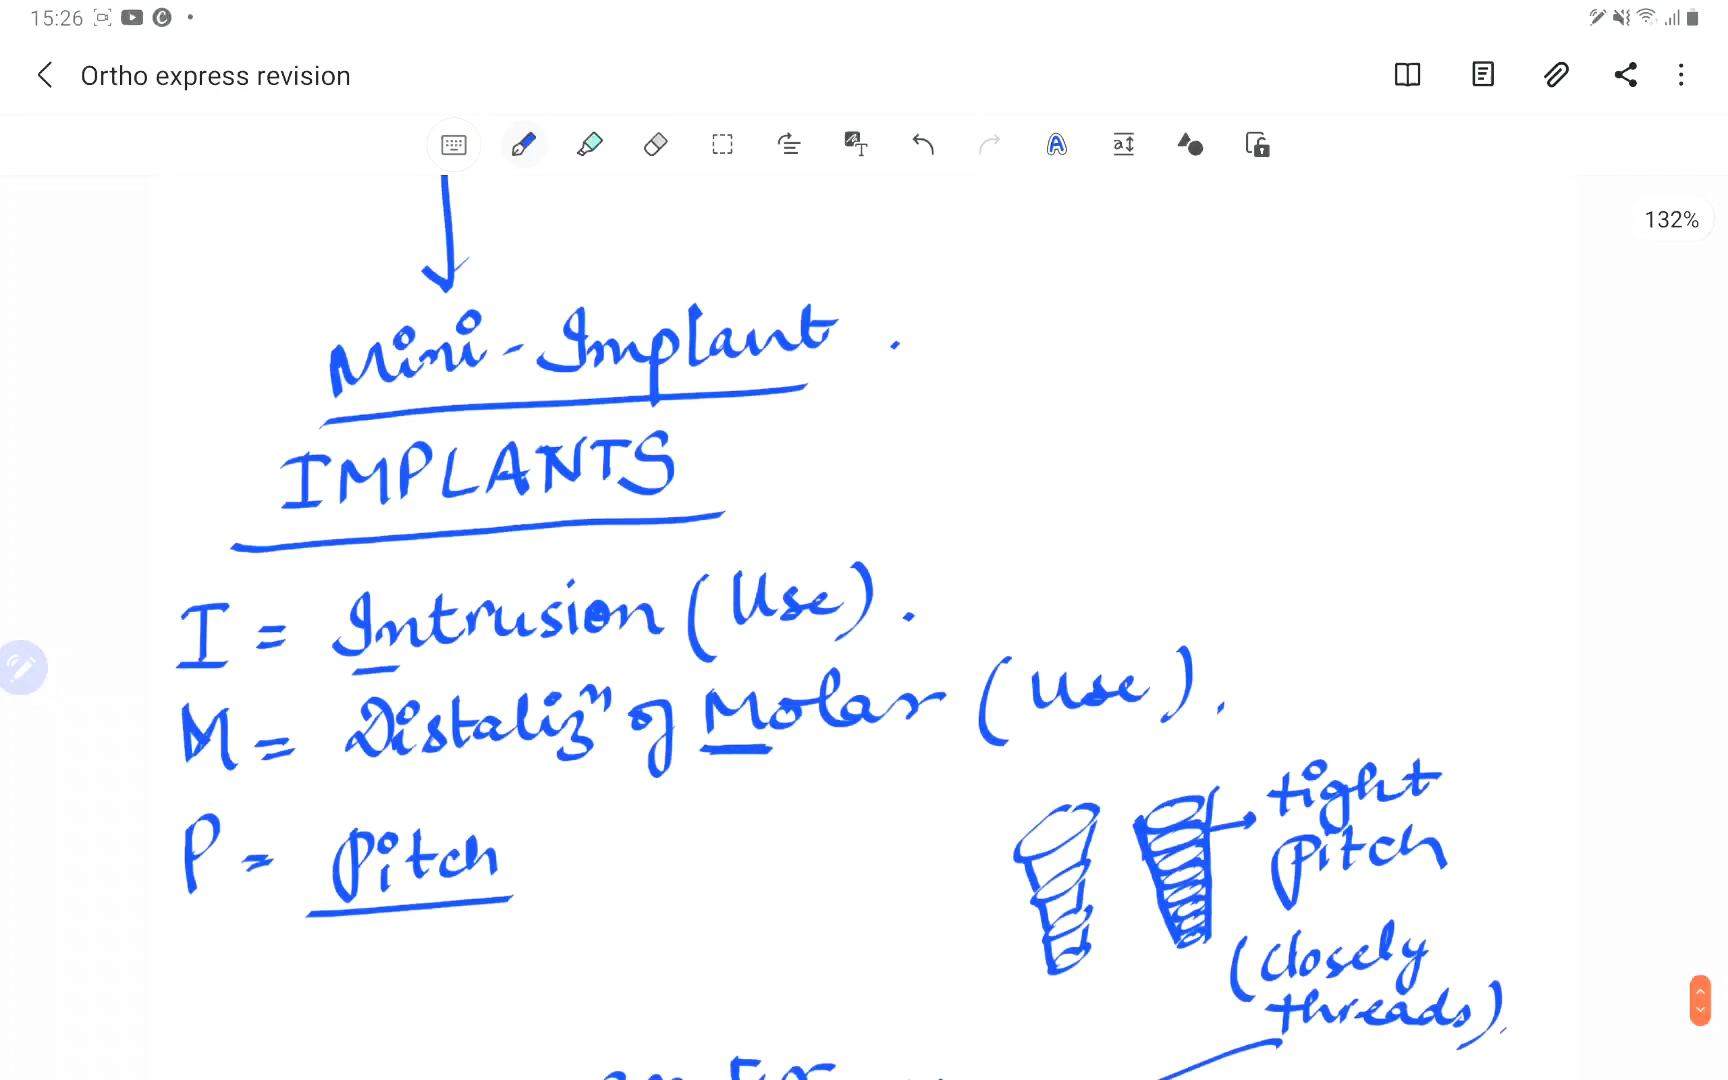 15:26
Ortho express revision
132%
Mini-Implant.
IMPLANTS
I = Intrusion (Use).
M = Distalizⁿ of Molar (Use).
P = Pitch
tight
pitch
(closely
threads).